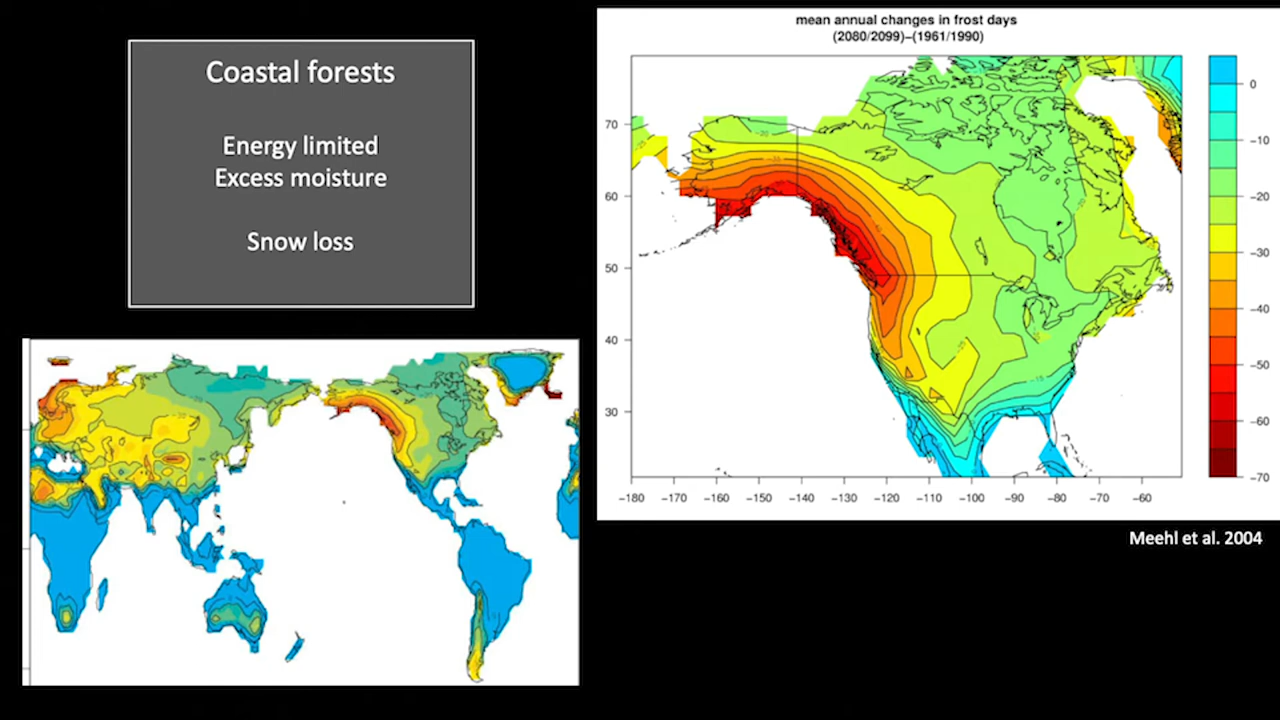 Coastal forests
Energy limited
Excess moisture
Snow loss
mean annual changes in frost days
(2080/2099)–(1961/1990)
70
60
50
40
30
−180 −170 −160 −150 −140 −130 −120 −110 −100 −90 −80 −70 −60
0
−10
−20
−30
−40
−50
−60
−70
Meehl et al. 2004